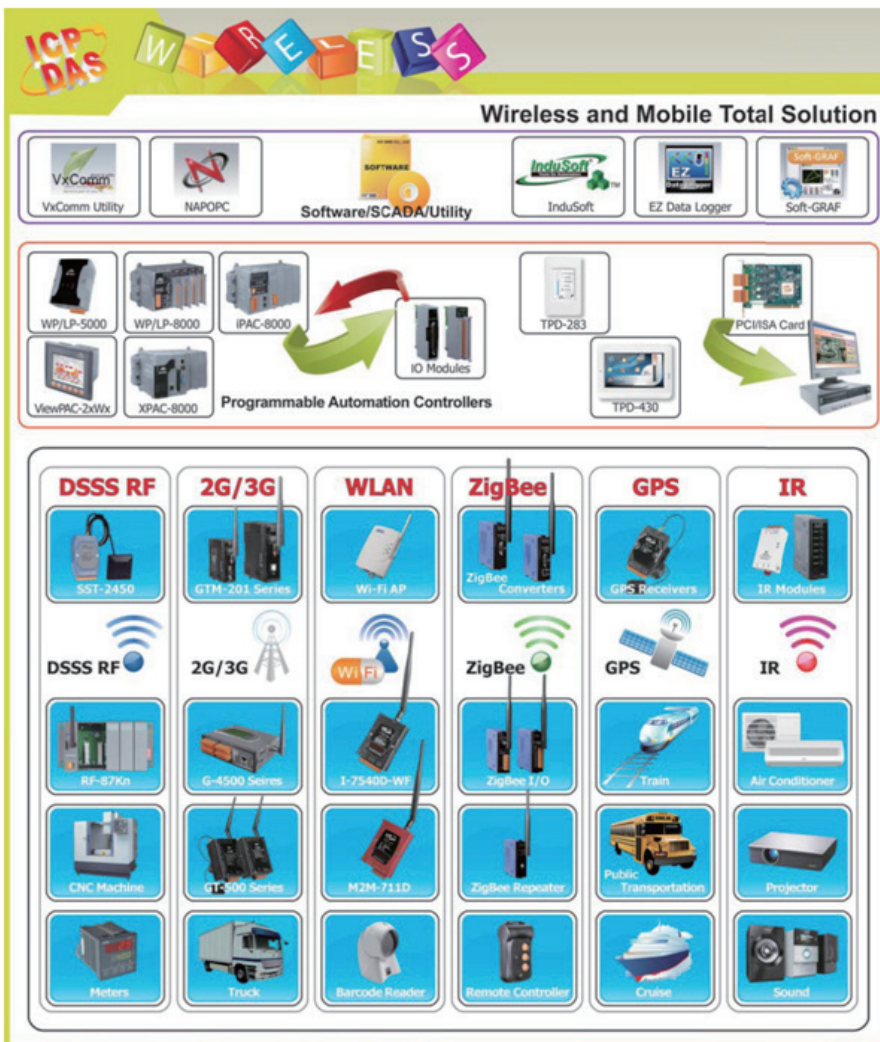 ICP
DAS
WIRELESS
Wireless and Mobile Total Solution
VxComm
VxComm Utility
NAPOPC
SOFTWARE
Software/SCADA/Utility
InduSoft
TM
InduSoft
EZ
Data Logger
EZ Data Logger
Soft-GRAF
Soft-GRAF
WP/LP-5000
WP/LP-8000
iPAC-8000
IO Modules
TPD-283
PCI/ISA Card
ViewPAC-2xWx
XPAC-8000
Programmable Automation Controllers
TPD-430
DSSS RF
2G/3G
WLAN
ZigBee
GPS
IR
SST-2450
GTM-201 Series
Wi-Fi AP
ZigBee
Converters
GPS Receivers
IR Modules
DSSS RF
2G/3G
WiFi
ZigBee
GPS
IR
RF-87Kn
G-4500 Seires
I-7540D-WF
ZigBee I/O
Train
Air Conditioner
CNC Machine
GT-500 Series
M2M-711D
ZigBee Repeater
Public
Transportation
Projector
Meters
Truck
Barcode Reader
Remote Controller
Cruise
Sound